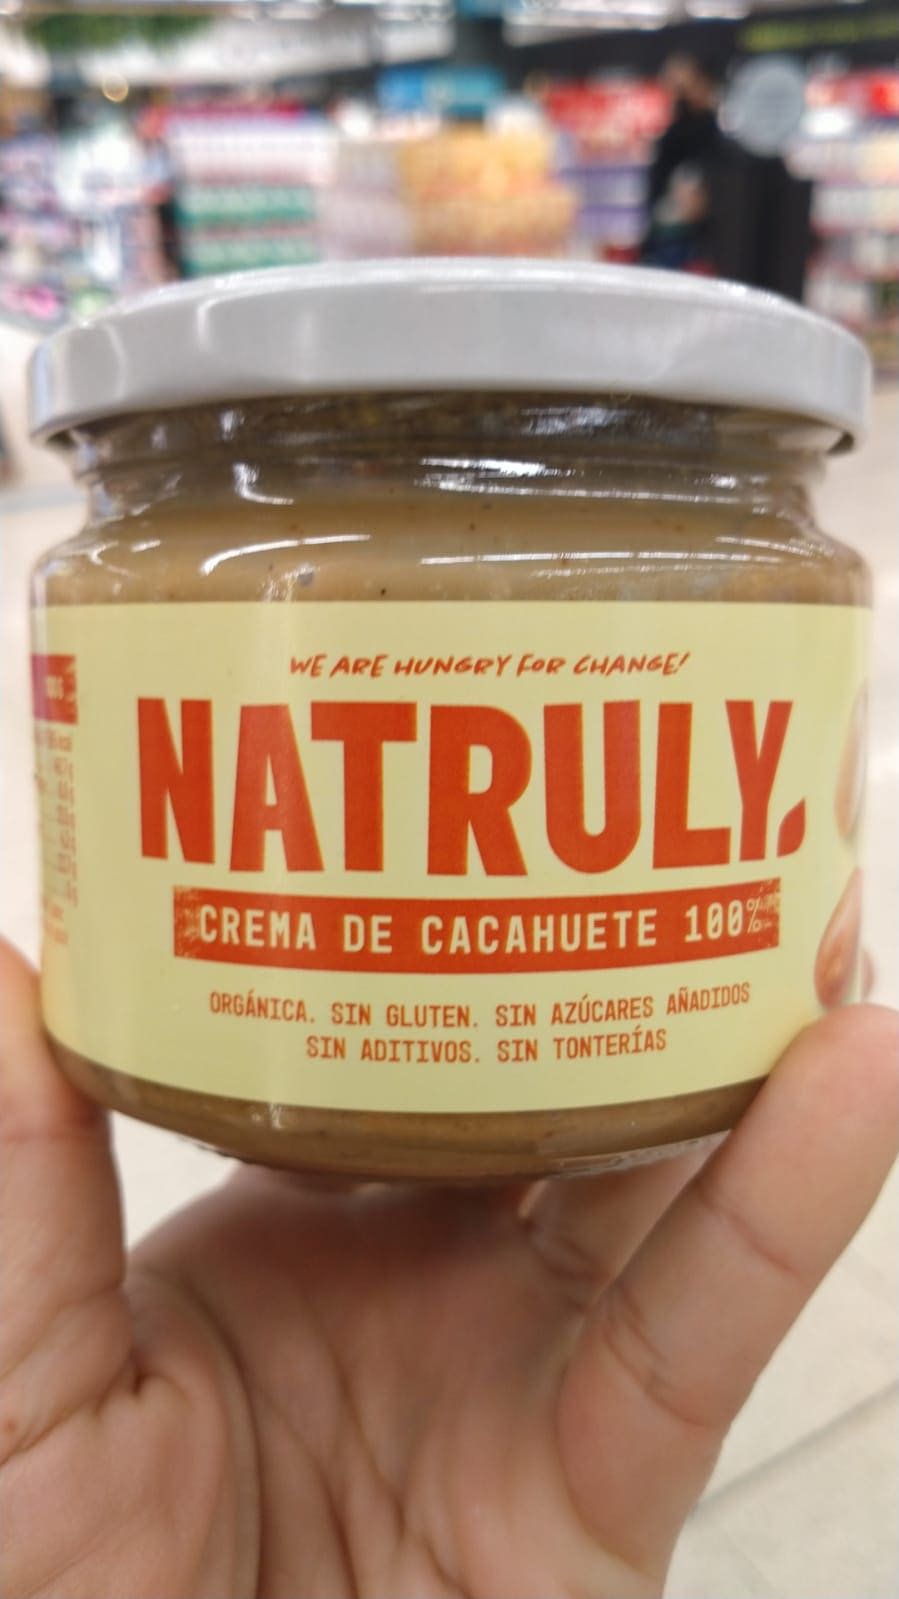 WE ARE HUNGRY FOR CHANGE!
NATRULY.
CREMA DE CACAHUETE 100%
ORGÁNICA. SIN GLUTEN. SIN AZÚCARES AÑADIDOS
SIN ADITIVOS. SIN TONTERÍAS